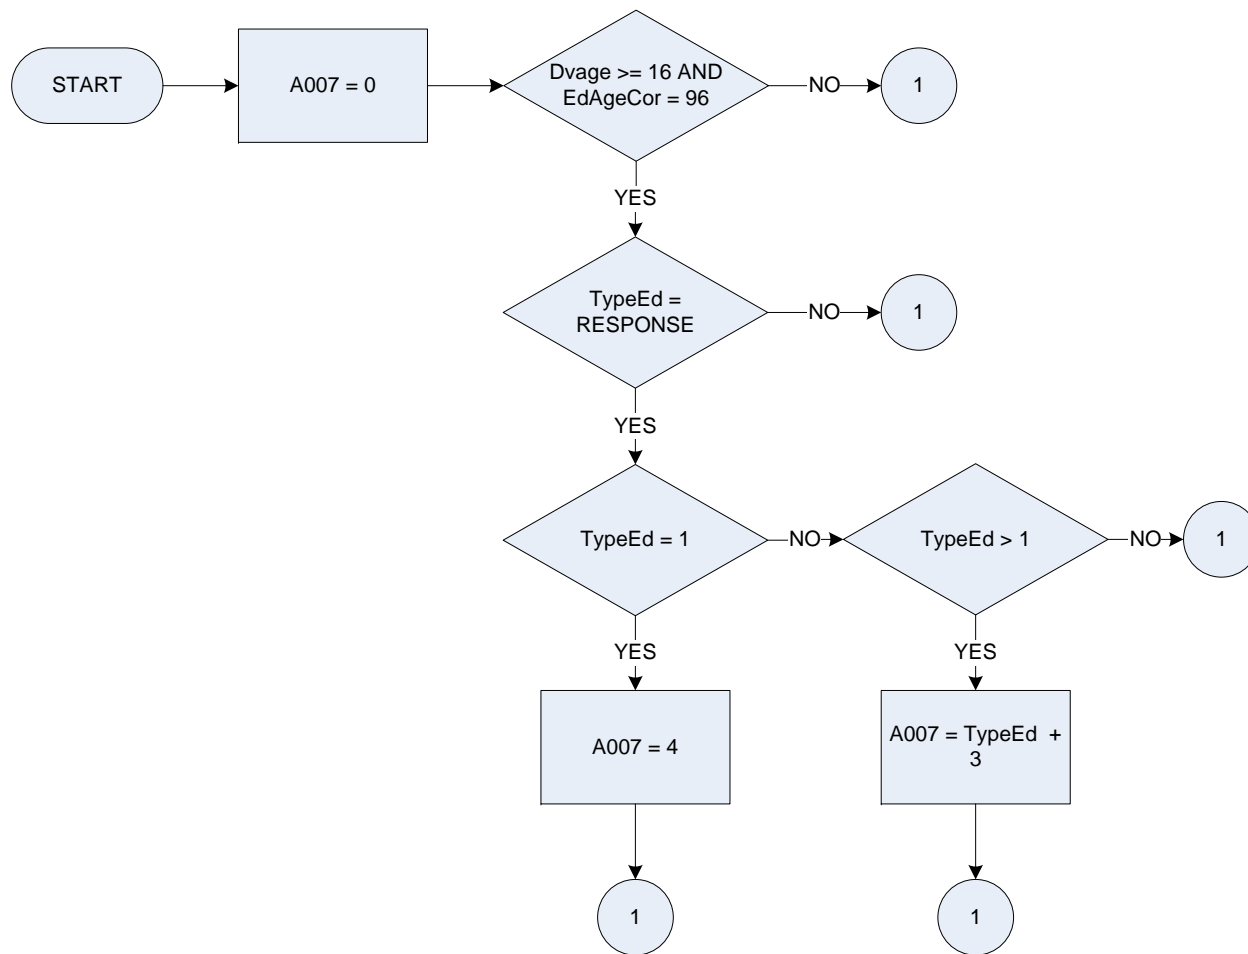 START
A007 = 0
Dvage >= 16 AND
EdAgeCor = 96
NO
1
YES
TypeEd =
RESPONSE
NO
1
YES
TypeEd = 1
NO
TypeEd > 1
NO
1
YES
YES
A007 = 4
A007 = TypeEd +
3
1
1